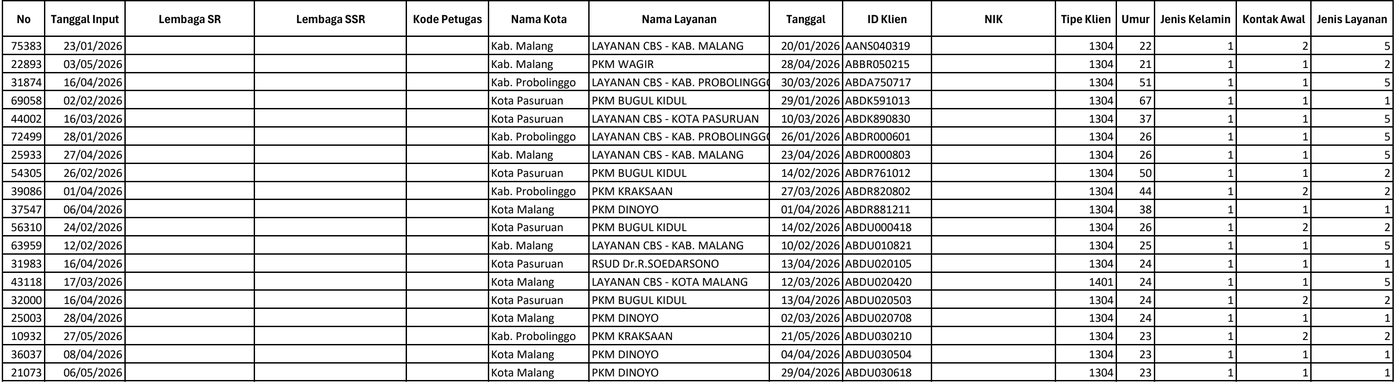 No Tanggal Input Lembaga SR Lembaga SSR Kode Petugas Nama Kota Nama Layanan Tanggal ID Klien NIK Tipe Klien Umur Jenis Kelamin Kontak Awal Jenis Layanan
75383 23/01/2026 Kab. Malang LAYANAN CBS - KAB. MALANG 20/01/2026 AANS040319 1304 22 1 2 5
22893 03/05/2026 Kab. Malang PKM WAGIR 28/04/2026 ABBR050215 1304 21 1 1 2
31874 16/04/2026 Kab. Probolinggo LAYANAN CBS - KAB. PROBOLINGGO 30/03/2026 ABDA750717 1304 51 1 1 5
69058 02/02/2026 Kota Pasuruan PKM BUGUL KIDUL 29/01/2026 ABDK591013 1304 67 1 1 1
44002 16/03/2026 Kota Pasuruan LAYANAN CBS - KOTA PASURUAN 10/03/2026 ABDK890830 1304 37 1 1 5
72499 28/01/2026 Kab. Probolinggo LAYANAN CBS - KAB. PROBOLINGGO 26/01/2026 ABDR000601 1304 26 1 1 5
25933 27/04/2026 Kab. Malang LAYANAN CBS - KAB. MALANG 23/04/2026 ABDR000803 1304 26 1 1 5
54305 26/02/2026 Kota Pasuruan PKM BUGUL KIDUL 14/02/2026 ABDR761012 1304 50 1 1 2
39086 01/04/2026 Kab. Probolinggo PKM KRAKSAAN 27/03/2026 ABDR820802 1304 44 1 2 2
37547 06/04/2026 Kota Malang PKM DINOYO 01/04/2026 ABDR881211 1304 38 1 1 1
56310 24/02/2026 Kota Pasuruan PKM BUGUL KIDUL 14/02/2026 ABDU000418 1304 26 1 2 2
63959 12/02/2026 Kab. Malang LAYANAN CBS - KAB. MALANG 10/02/2026 ABDU010821 1304 25 1 1 5
31983 16/04/2026 Kota Pasuruan RSUD Dr.R.SOEDARSONO 13/04/2026 ABDU020105 1304 24 1 1 1
43118 17/03/2026 Kota Malang LAYANAN CBS - KOTA MALANG 12/03/2026 ABDU020420 1401 24 1 1 5
32000 16/04/2026 Kota Pasuruan PKM BUGUL KIDUL 13/04/2026 ABDU020503 1304 24 1 2 2
25003 28/04/2026 Kota Malang PKM DINOYO 02/03/2026 ABDU020708 1304 24 1 1 1
10932 27/05/2026 Kab. Probolinggo PKM KRAKSAAN 21/05/2026 ABDU030210 1304 23 1 2 2
36037 08/04/2026 Kota Malang PKM DINOYO 04/04/2026 ABDU030504 1304 23 1 1 1
21073 06/05/2026 Kota Malang PKM DINOYO 29/04/2026 ABDU030618 1304 23 1 1 1